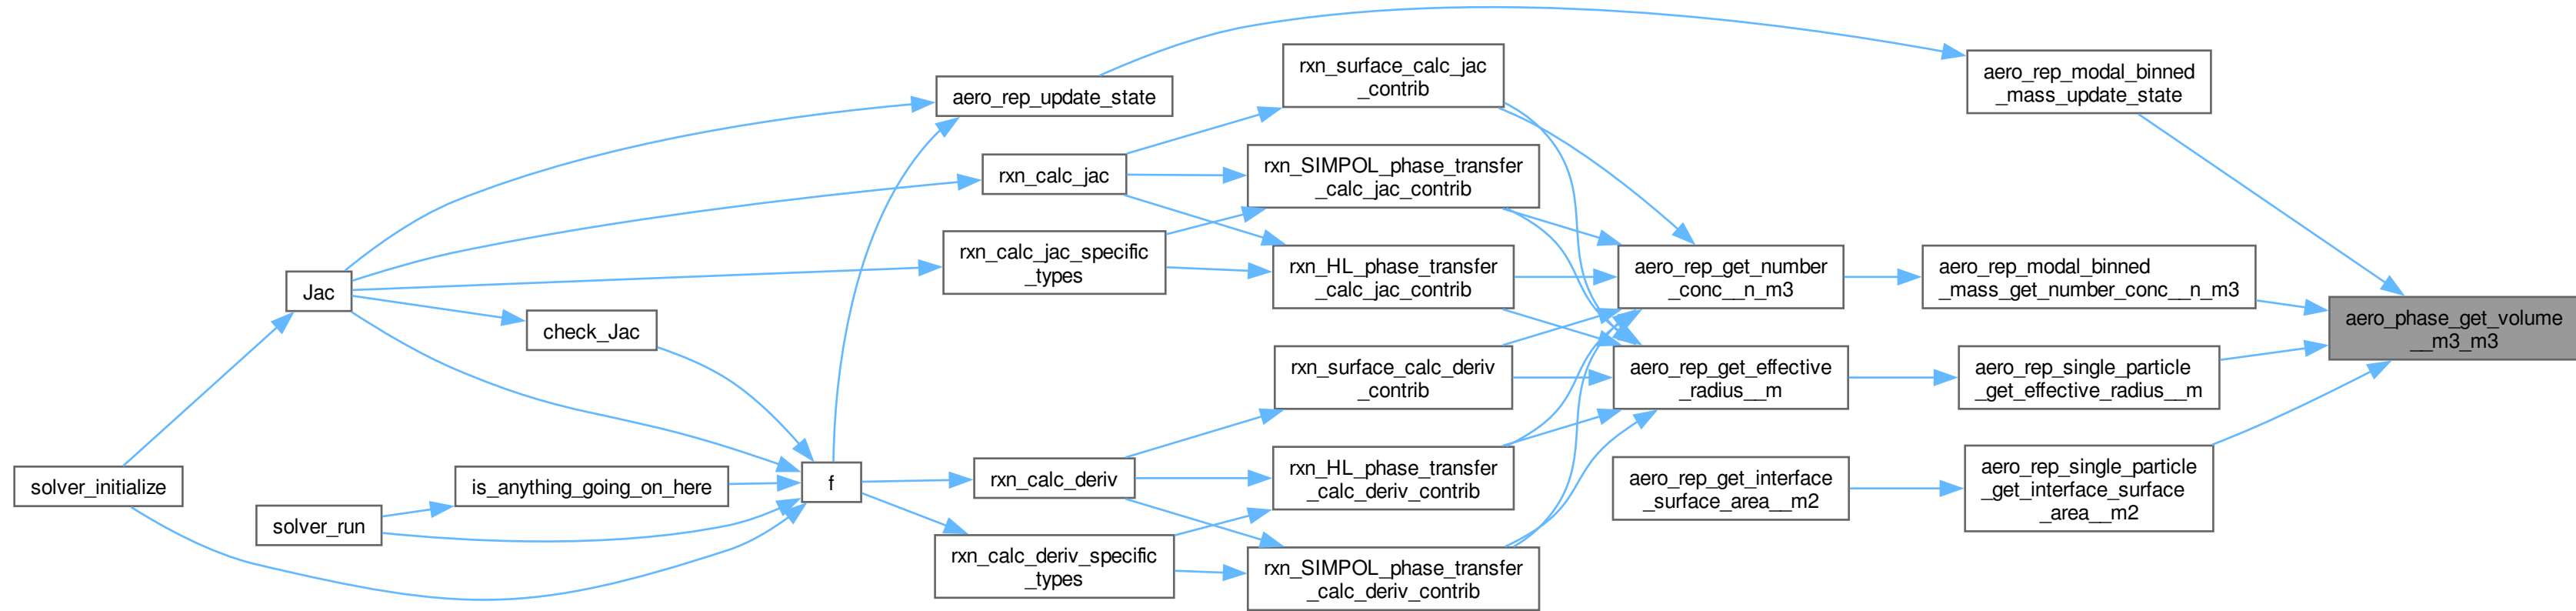 aero_rep_update_state
rxn_surface_calc_jac
_contrib
aero_rep_modal_binned
_mass_update_state
rxn_calc_jac
rxn_SIMPOL_phase_transfer
_calc_jac_contrib
rxn_calc_jac_specific
_types
rxn_HL_phase_transfer
_calc_jac_contrib
aero_rep_get_number
_conc__n_m3
aero_rep_modal_binned
_mass_get_number_conc__n_m3
Jac
check_Jac
aero_phase_get_volume
__m3_m3
rxn_surface_calc_deriv
_contrib
aero_rep_get_effective
_radius__m
aero_rep_single_particle
_get_effective_radius__m
solver_initialize
is_anything_going_on_here
f
rxn_calc_deriv
rxn_HL_phase_transfer
_calc_deriv_contrib
aero_rep_get_interface
_surface_area__m2
aero_rep_single_particle
_get_interface_surface
_area__m2
solver_run
rxn_calc_deriv_specific
_types
rxn_SIMPOL_phase_transfer
_calc_deriv_contrib